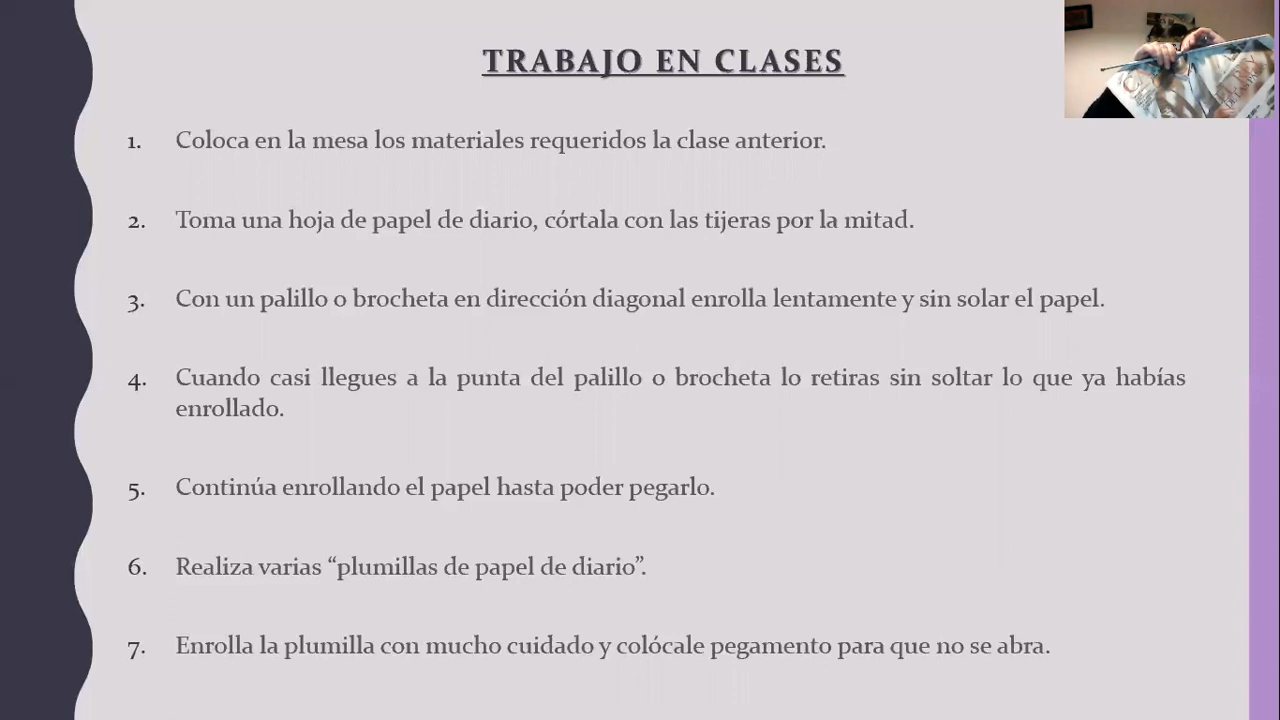 TRABAJO EN CLASES
1. Coloca en la mesa los materiales requeridos la clase anterior.
2. Toma una hoja de papel de diario, córtala con las tijeras por la mitad.
3. Con un palillo o brocheta en dirección diagonal enrolla lentamente y sin solar el papel.
4. Cuando casi llegues a la punta del palillo o brocheta lo retiras sin soltar lo que ya habías
enrollado.
5. Continúa enrollando el papel hasta poder pegarlo.
6. Realiza varias “plumillas de papel de diario”.
7. Enrolla la plumilla con mucho cuidado y colócale pegamento para que no se abra.